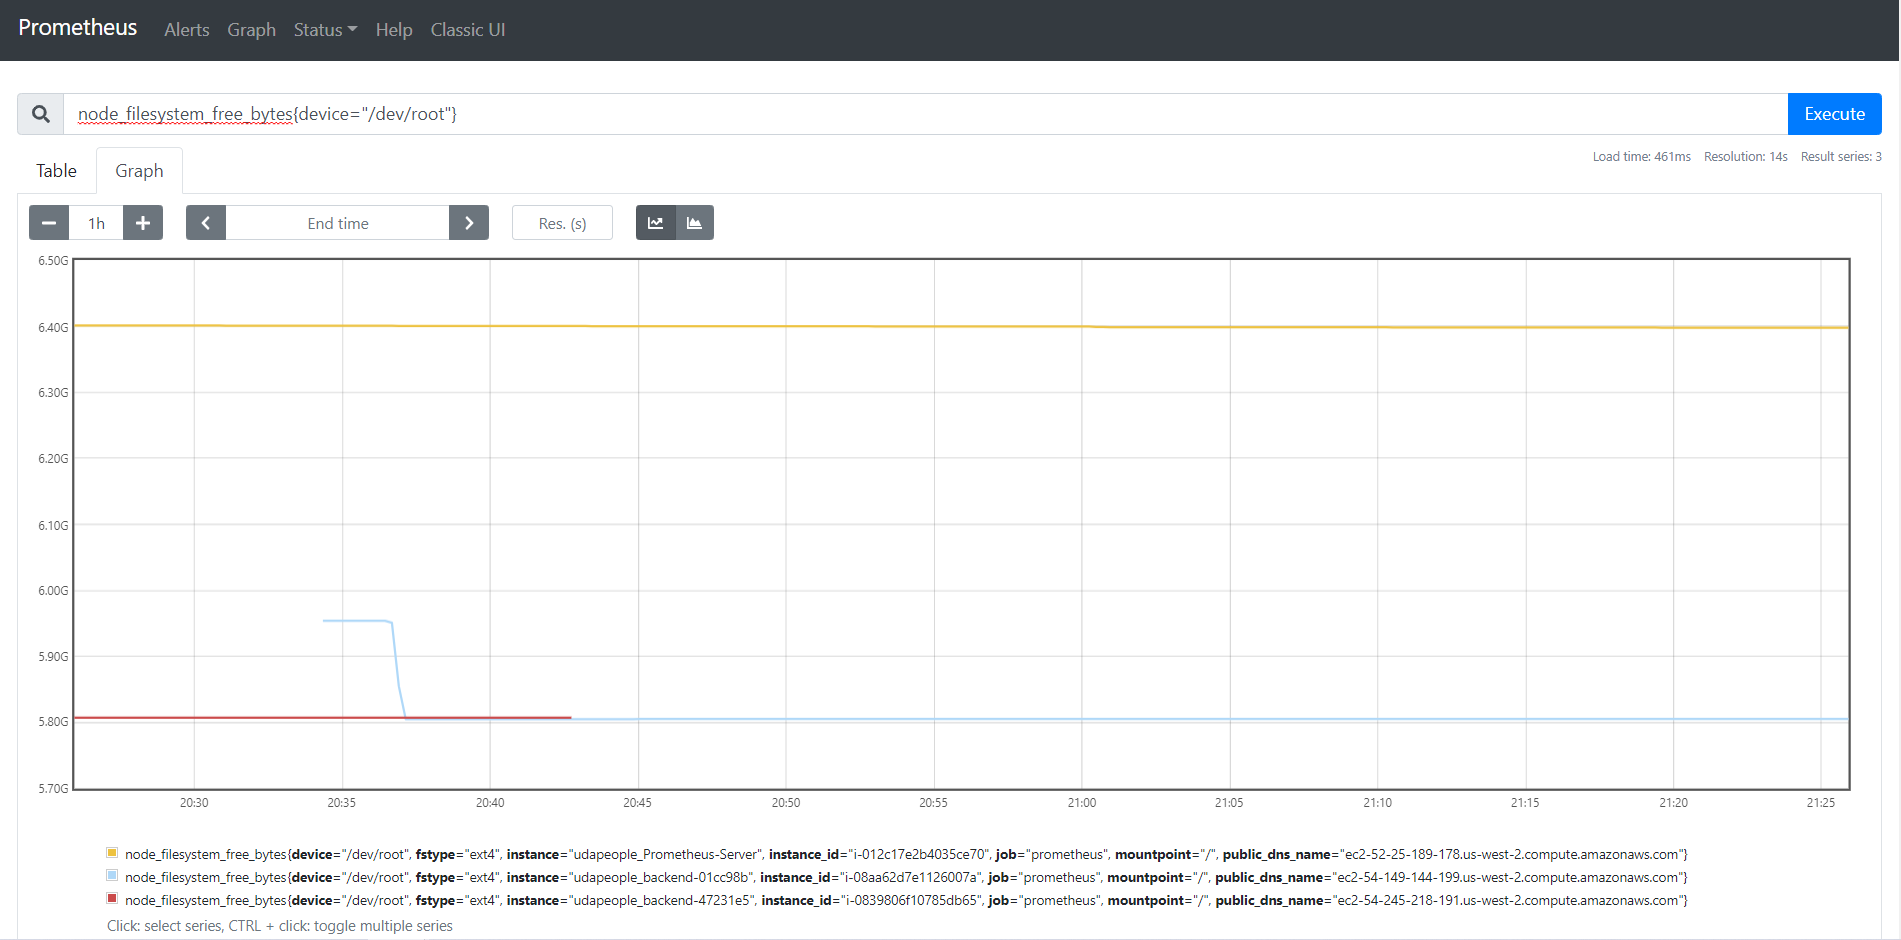 Prometheus Alerts Graph Status Help Classic UI
node_filesystem_free_bytes{device="/dev/root"} Execute
Table Graph Load time: 461ms Resolution: 14s Result series: 3
1h End time Res. (s)
6.50G
6.40G
6.30G
6.20G
6.10G
6.00G
5.90G
5.80G
5.70G
20:30 20:35 20:40 20:45 20:50 20:55 21:00 21:05 21:10 21:15 21:20 21:25
node_filesystem_free_bytes{device="/dev/root", fstype="ext4", instance="udapeople_Prometheus-Server", instance_id="i-012c17e2b4035ce70", job="prometheus", mountpoint="/", public_dns_name="ec2-52-25-189-178.us-west-2.compute.amazonaws.com"}
node_filesystem_free_bytes{device="/dev/root", fstype="ext4", instance="udapeople_backend-01cc98b", instance_id="i-08aa62d7e1126007a", job="prometheus", mountpoint="/", public_dns_name="ec2-54-149-144-199.us-west-2.compute.amazonaws.com"}
node_filesystem_free_bytes{device="/dev/root", fstype="ext4", instance="udapeople_backend-47231e5", instance_id="i-0839806f10785db65", job="prometheus", mountpoint="/", public_dns_name="ec2-54-245-218-191.us-west-2.compute.amazonaws.com"}
Click: select series, CTRL + click: toggle multiple series